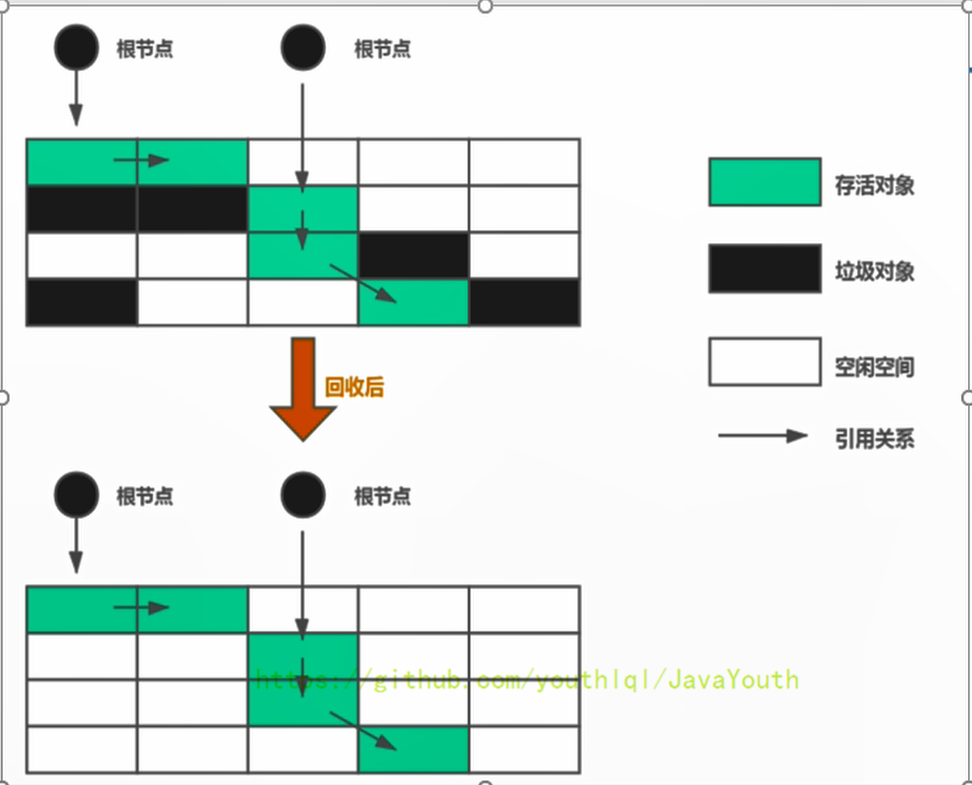 根节点
根节点
存活对象
垃圾对象
空闲空间
回收后
引用关系
根节点
根节点
https://github.com/youthlql/JavaYouth